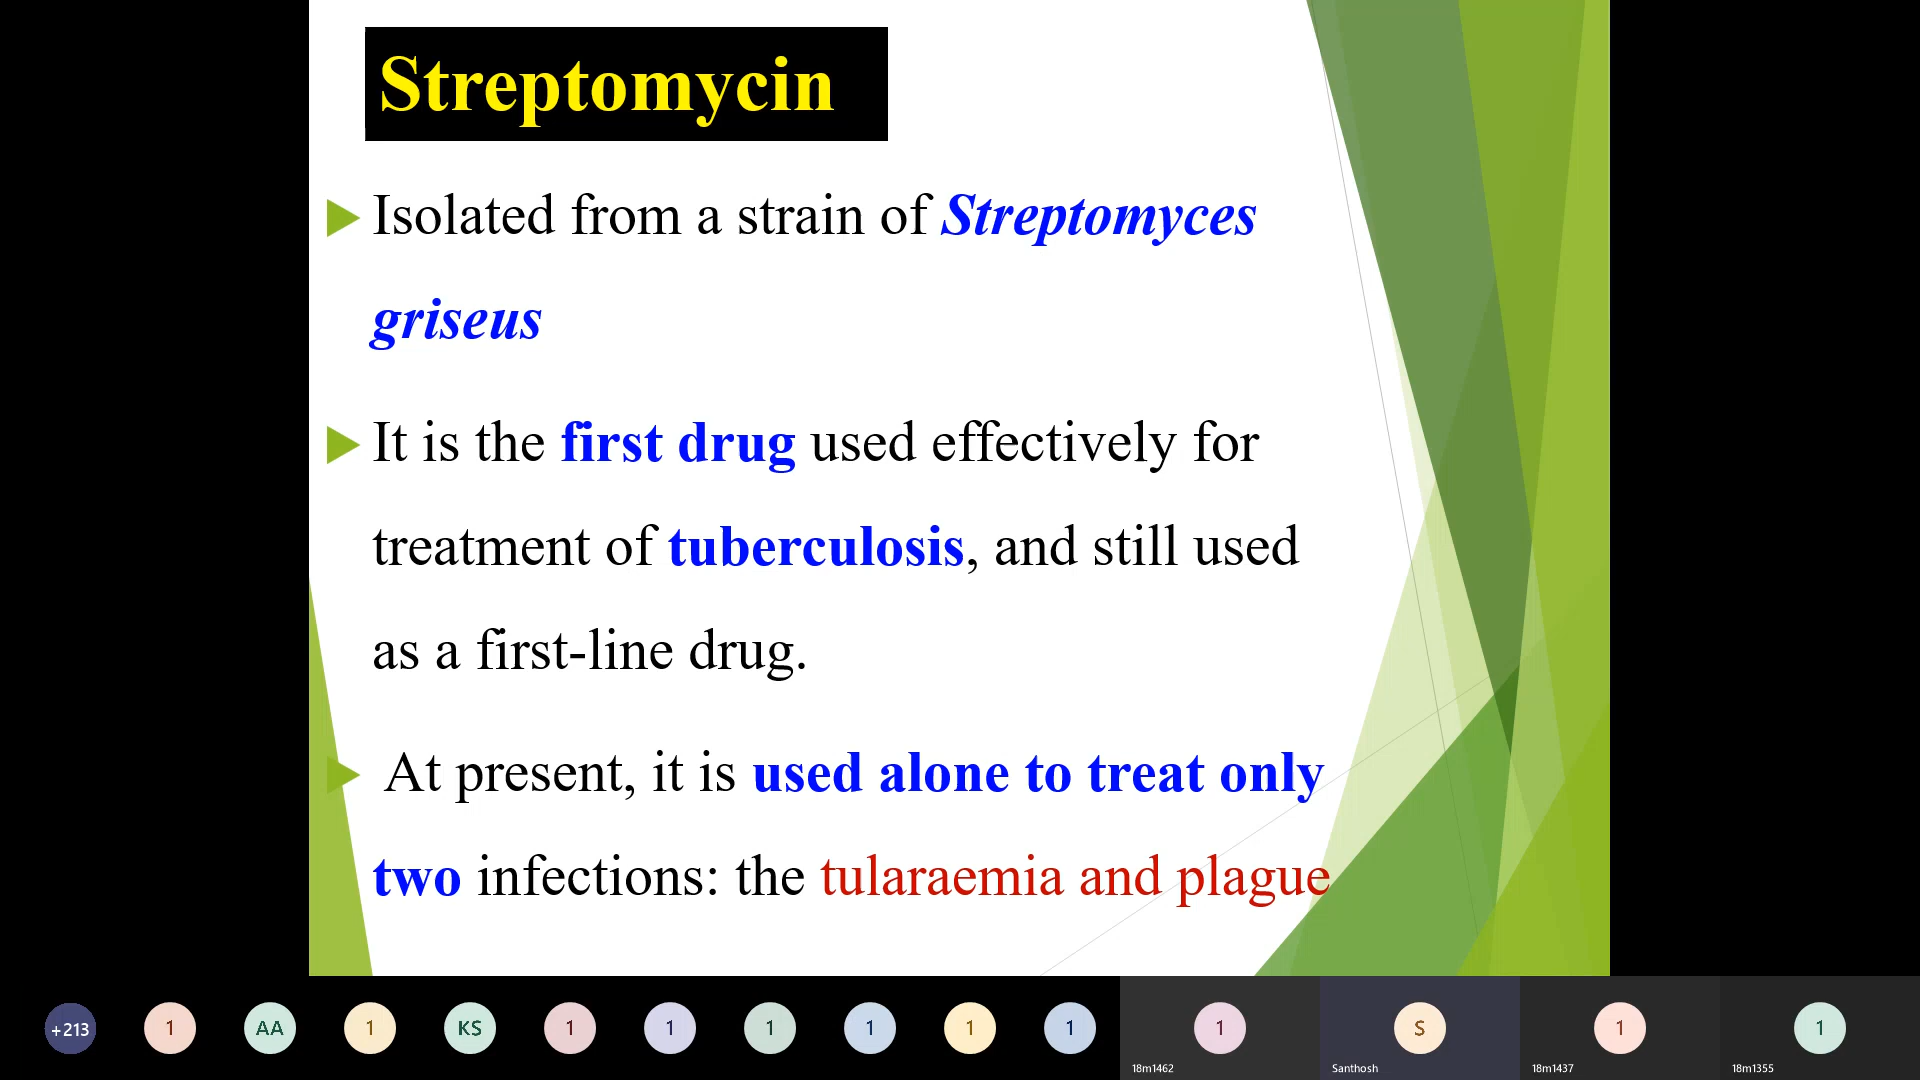 Streptomycin
Isolated from a strain of Streptomyces
griseus
It is the first drug used effectively for
treatment of tuberculosis, and still used
as a first-line drug.
At present, it is used alone to treat only
two infections: the tularaemia and plague
+213 1 AA 1 KS 1 1 1 1 1 1 1 S 1 1
18m1462 Santhosh 18m1437 18m1355